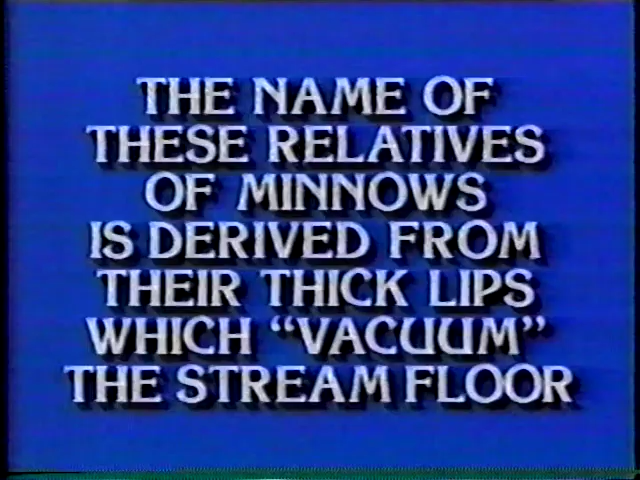 THE NAME OF
THESE RELATIVES
OF MINNOWS
IS DERIVED FROM
THEIR THICK LIPS
WHICH “VACUUM”
THE STREAM FLOOR